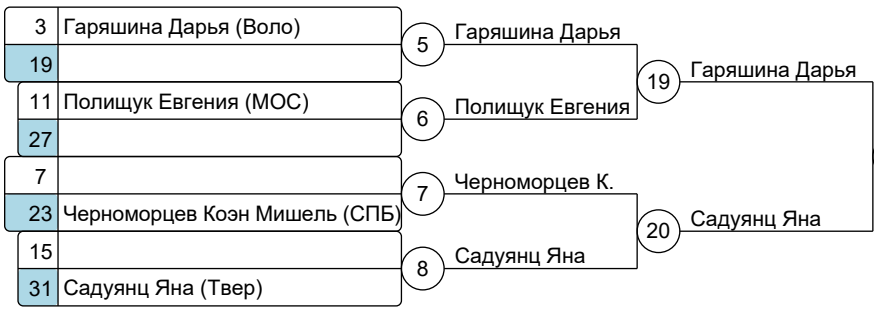 3 Гаряшина Дарья (Воло)
19
11 Полищук Евгения (МОС)
27
7
23 Черноморцев Коэн Мишель (СПБ)
15
31 Садуянц Яна (Твер)
5 Гаряшина Дарья
6 Полищук Евгения
7 Черноморцев К.
8 Садуянц Яна
19 Гаряшина Дарья
20 Садуянц Яна